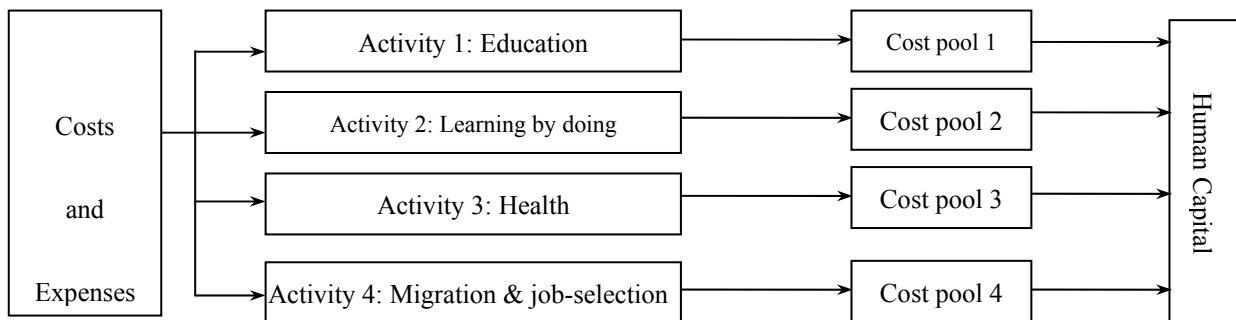 Costs
and
Expenses
Activity 1: Education
Cost pool 1
Activity 2: Learning by doing
Cost pool 2
Activity 3: Health
Cost pool 3
Activity 4: Migration & job-selection
Cost pool 4
Human Capital